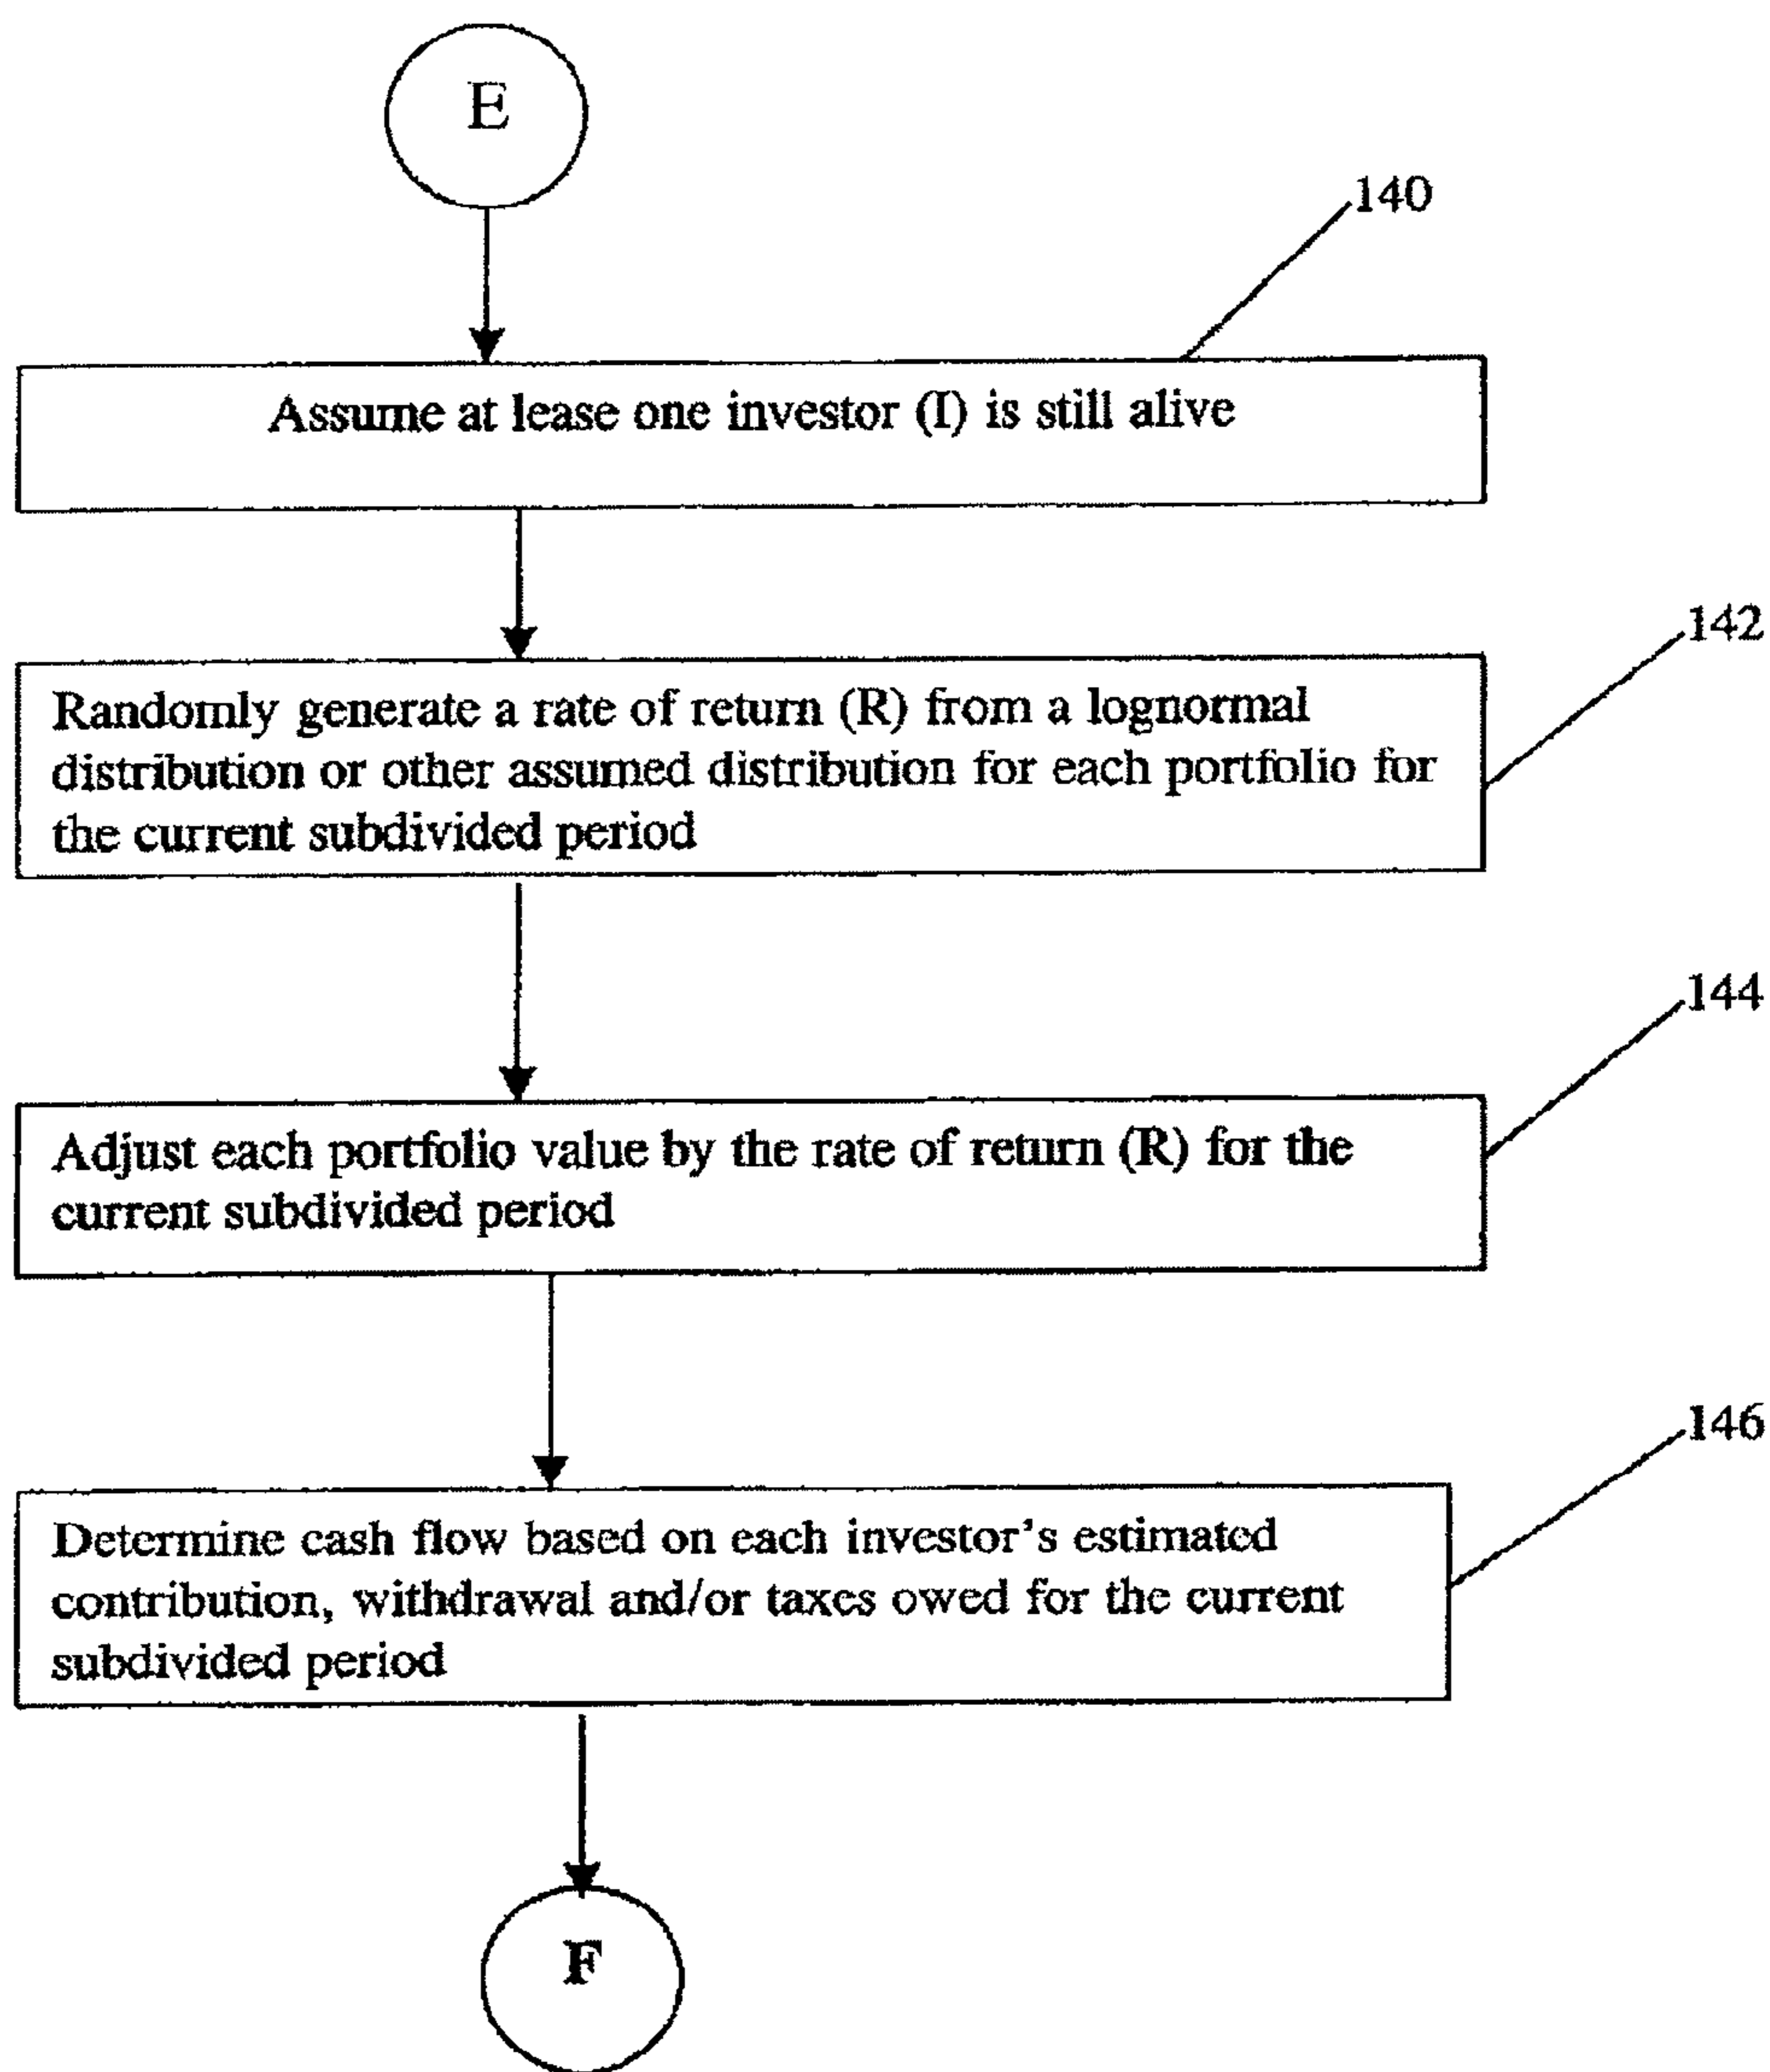 E
140
Assume at lease one investor (I) is still alive
142
Randomly generate a rate of return (R) from a lognormal
distribution or other assumed distribution for each portfolio for
the current subdivided period
144
Adjust each portfolio value by the rate of return (R) for the
current subdivided period
146
Determine cash flow based on each investor's estimated
contribution, withdrawal and/or taxes owed for the current
subdivided period
F